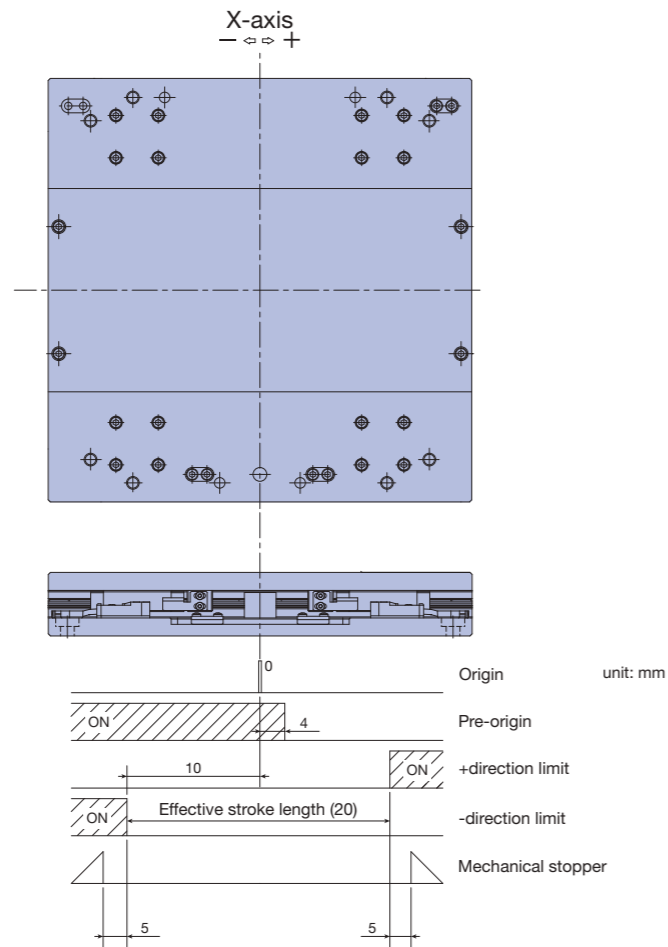 X-axis
− ⇦ ⇨ +
0
Origin
unit: mm
ON
4
Pre-origin
10
ON
+direction limit
ON
Effective stroke length (20)
-direction limit
Mechanical stopper
5
5